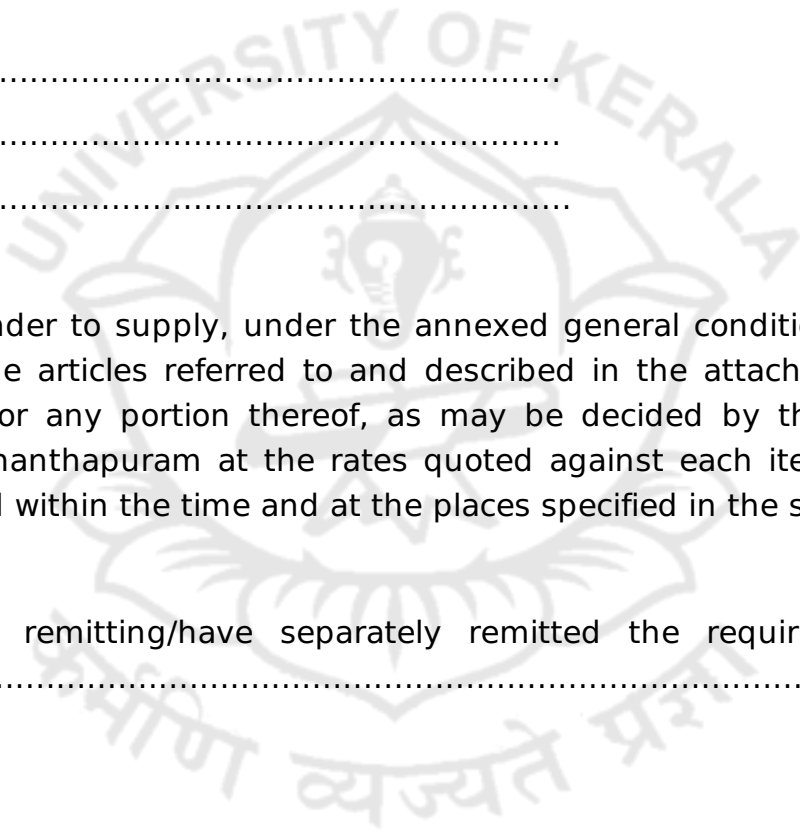 UNIVERSITY OF KERALA
........................................................
........................................................
.........................................................
nder to supply, under the annexed general conditi
e articles referred to and described in the attach
or any portion thereof, as may be decided by th
nanthapuram at the rates quoted against each ite
l within the time and at the places specified in the s
remitting/have separately remitted the requir
................................................................................
कर्मणि व्यज्यते प्रज्ञा